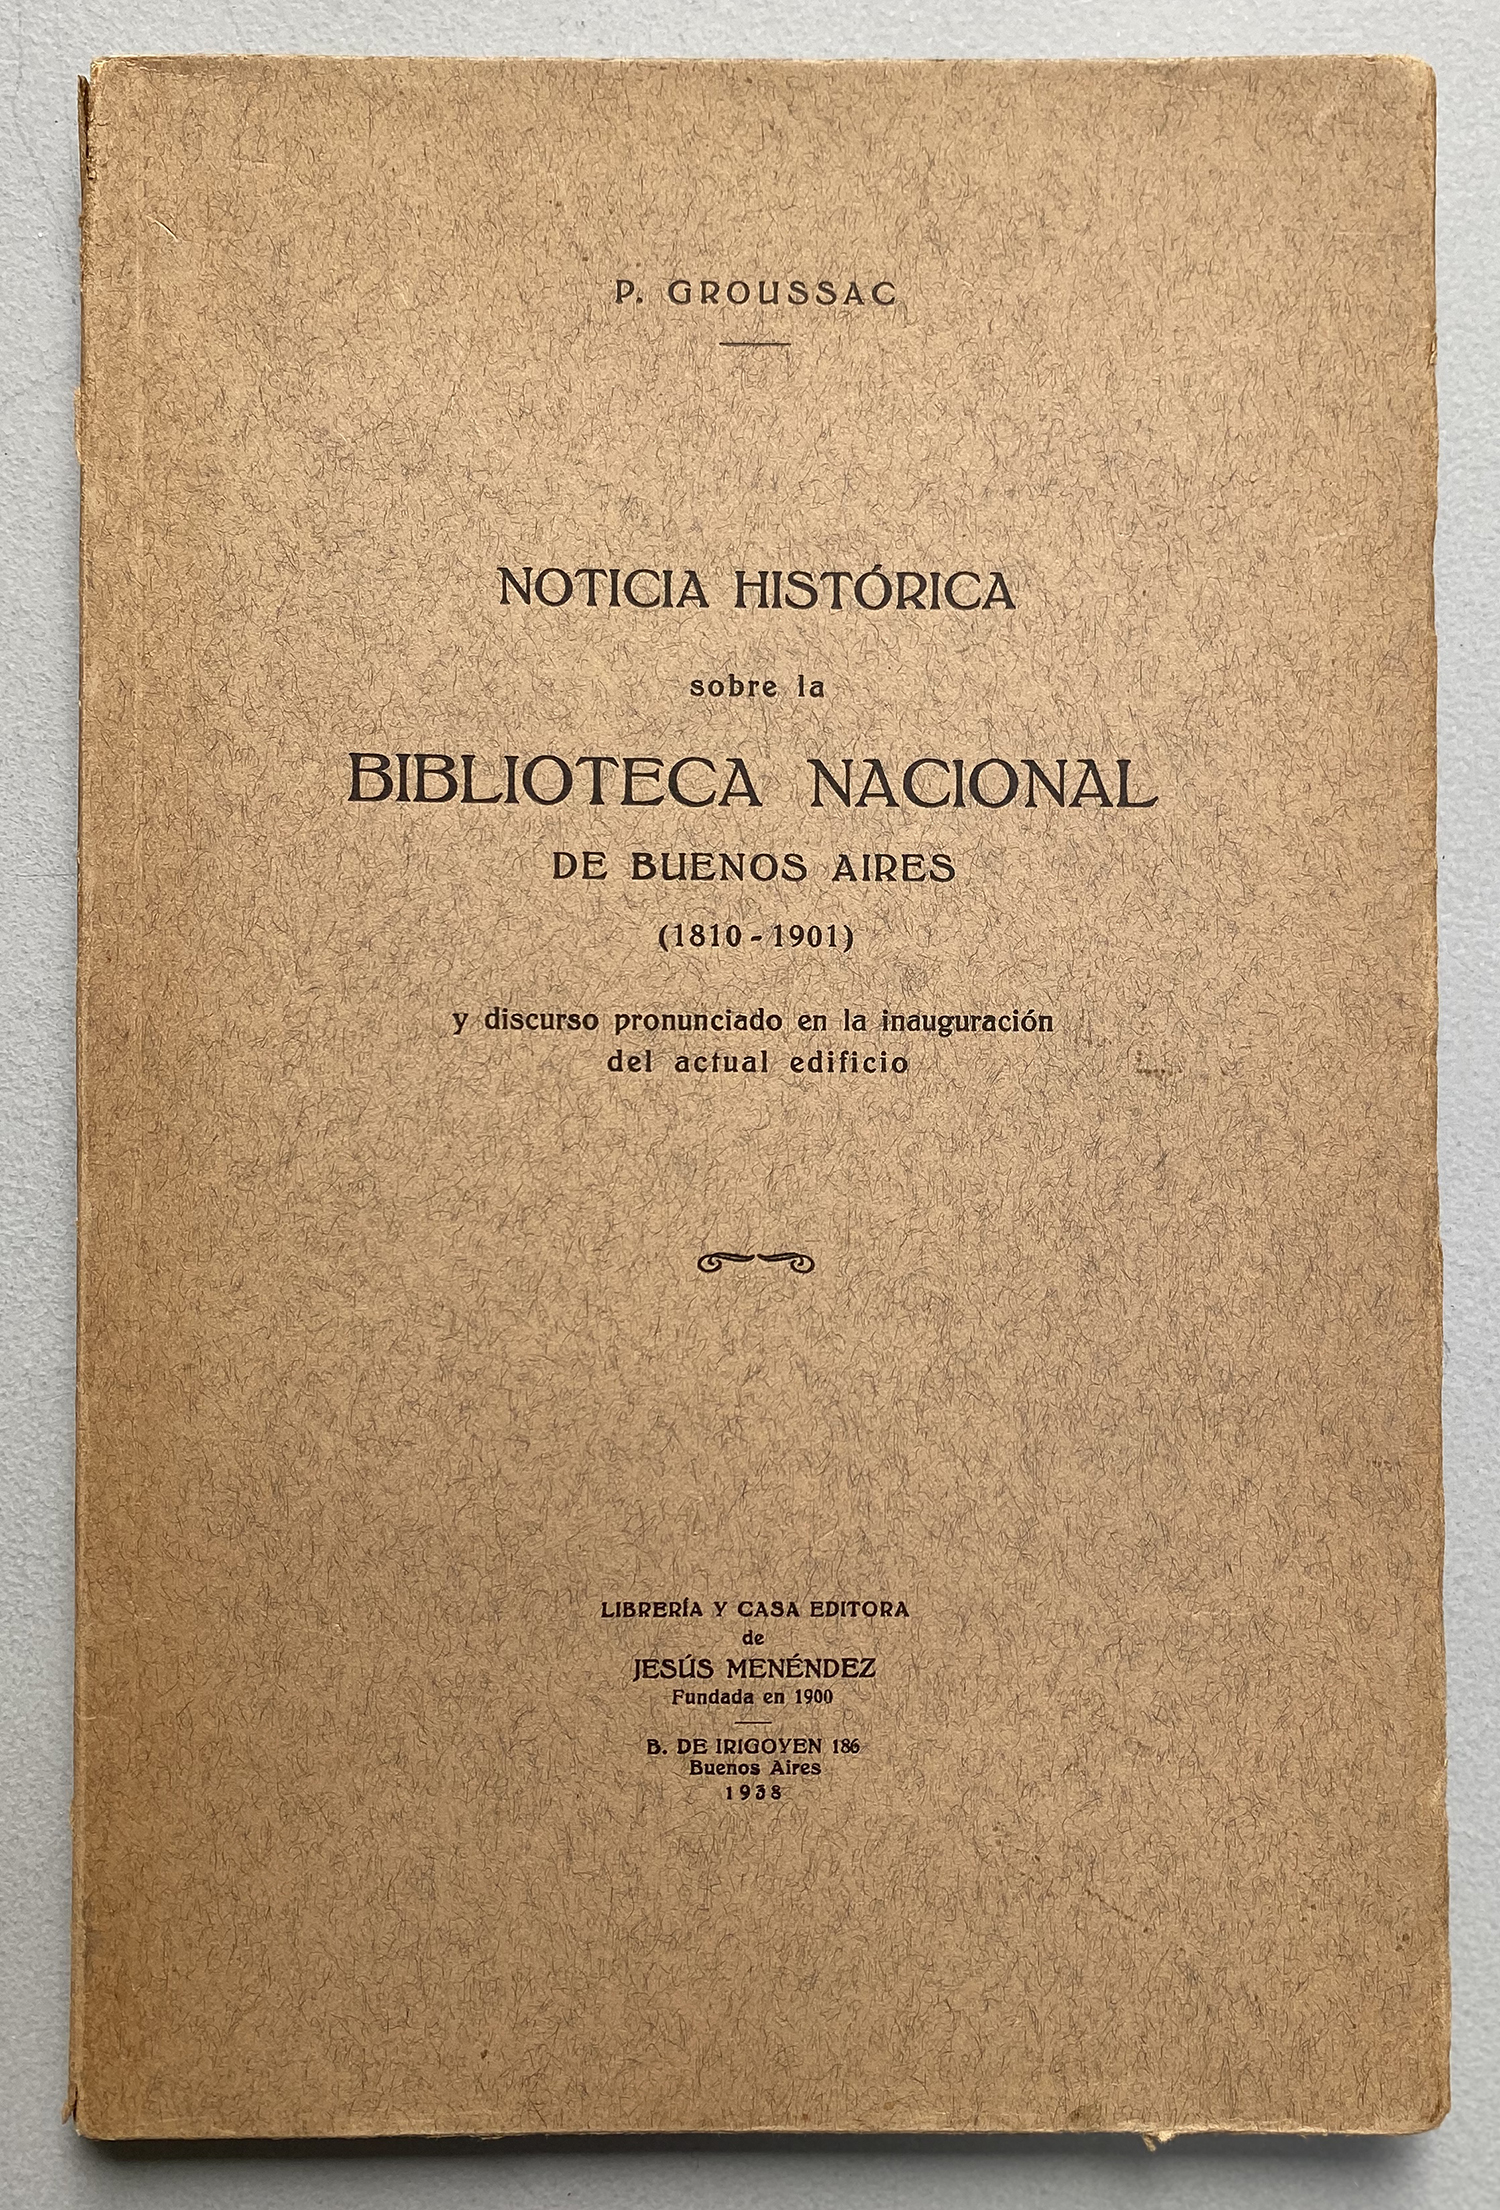 P. GROUSSAC
NOTICIA HISTÓRICA
sobre la
BIBLIOTECA NACIONAL
DE BUENOS AIRES
(1810 - 1901)
y discurso pronunciado en la inauguración
del actual edificio
LIBRERÍA Y CASA EDITORA
de
JESÚS MENÉNDEZ
Fundada en 1900
B. DE IRIGOYEN 186
Buenos Aires
1938